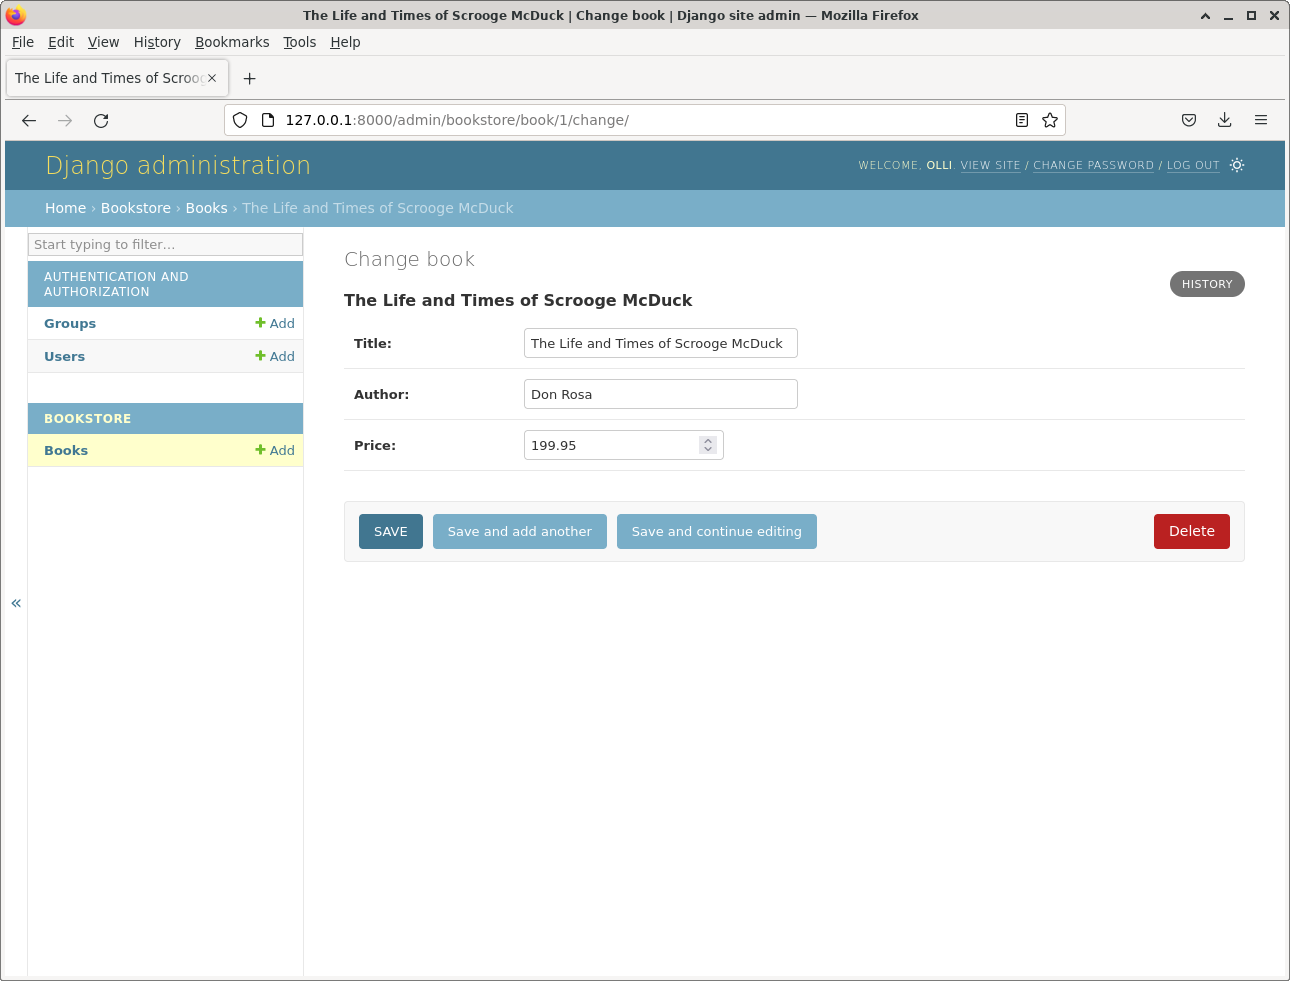 The Life and Times of Scrooge McDuck | Change book | Django site admin — Mozilla Firefox
File Edit View History Bookmarks Tools Help
The Life and Times of Scroog
127.0.0.1:8000/admin/bookstore/book/1/change/
Django administration
WELCOME, OLLI. VIEW SITE / CHANGE PASSWORD / LOG OUT
Home › Bookstore › Books › The Life and Times of Scrooge McDuck
Start typing to filter...
AUTHENTICATION AND
AUTHORIZATION
Groups + Add
Users + Add
BOOKSTORE
Books + Add
«
Change book
HISTORY
The Life and Times of Scrooge McDuck
Title: The Life and Times of Scrooge McDuck
Author: Don Rosa
Price: 199.95
SAVE Save and add another Save and continue editing Delete